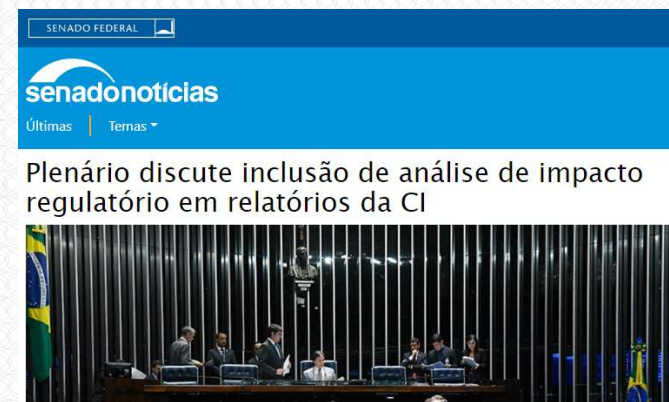 SENADO FEDERAL
senadonotícias
Últimas
Temas
Plenário discute inclusão de análise de impacto
regulatório em relatórios da CI